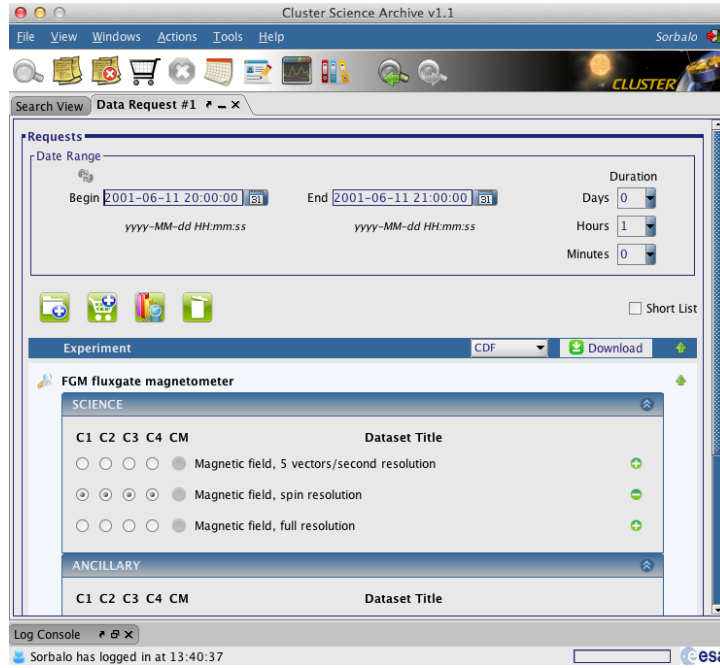 Cluster Science Archive v1.1
File View Windows Actions Tools Help Sorbalo
CLUSTER
Search View Data Request #1
Requests
Date Range
Duration
Begin 2001-06-11 20:00:00 31 End 2001-06-11 21:00:00 31 Days 0
yyyy-MM-dd HH:mm:ss yyyy-MM-dd HH:mm:ss Hours 1
Minutes 0
Short List
Experiment CDF Download
FGM fluxgate magnetometer
SCIENCE
C1 C2 C3 C4 CM Dataset Title
Magnetic field, 5 vectors/second resolution
Magnetic field, spin resolution
Magnetic field, full resolution
ANCILLARY
C1 C2 C3 C4 CM Dataset Title
Log Console
Sorbalo has logged in at 13:40:37 esa